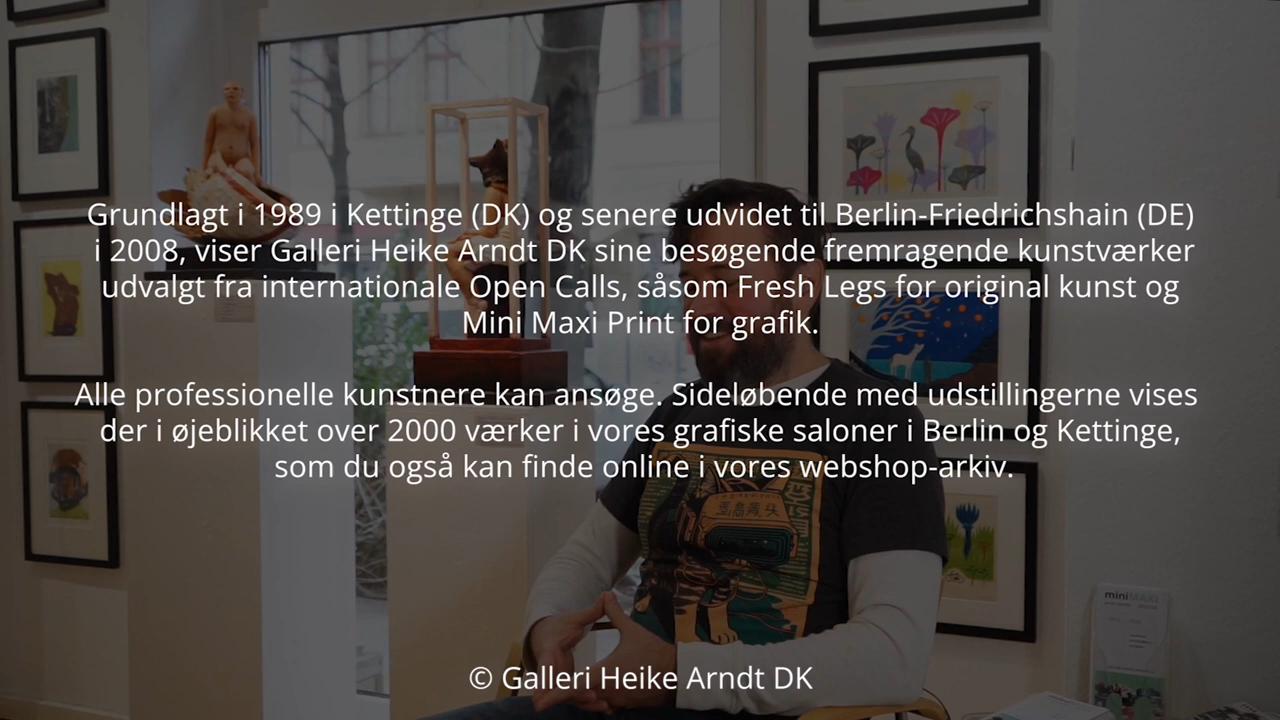 Grundlagt i 1989 i Kettinge (DK) og senere udvidet til Berlin-Friedrichshain (DE)
i 2008, viser Galleri Heike Arndt DK sine besøgende fremragende kunstværker
udvalgt fra internationale Open Calls, såsom Fresh Legs for original kunst og
Mini Maxi Print for grafik.
Alle professionelle kunstnere kan ansøge. Sideløbende med udstillingerne vises
der i øjeblikket over 2000 værker i vores grafiske saloner i Berlin og Kettinge,
som du også kan finde online i vores webshop-arkiv.
miniMAXI
© Galleri Heike Arndt DK